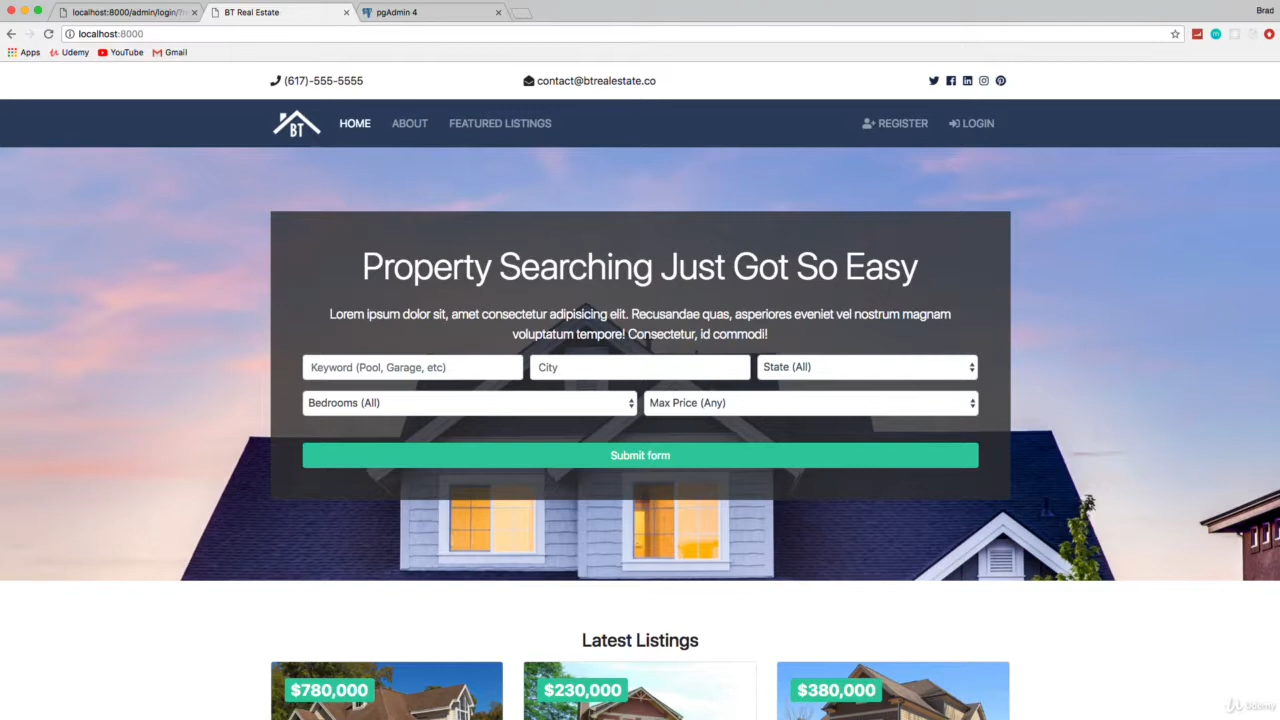 localhost:8000/admin/login/?n
BT Real Estate
pgAdmin 4
Brad
localhost:8000
Apps
Udemy
YouTube
Gmail
(617)-555-5555
contact@btrealestate.co
BT
HOME
ABOUT
FEATURED LISTINGS
REGISTER
LOGIN
Property Searching Just Got So Easy
Lorem ipsum dolor sit, amet consectetur adipisicing elit. Recusandae quas, asperiores eveniet vel nostrum magnam
voluptatum tempore! Consectetur, id commodi!
Keyword (Pool, Garage, etc)
City
State (All)
Bedrooms (All)
Max Price (Any)
Submit form
Latest Listings
$780,000
$230,000
$380,000
Udemy